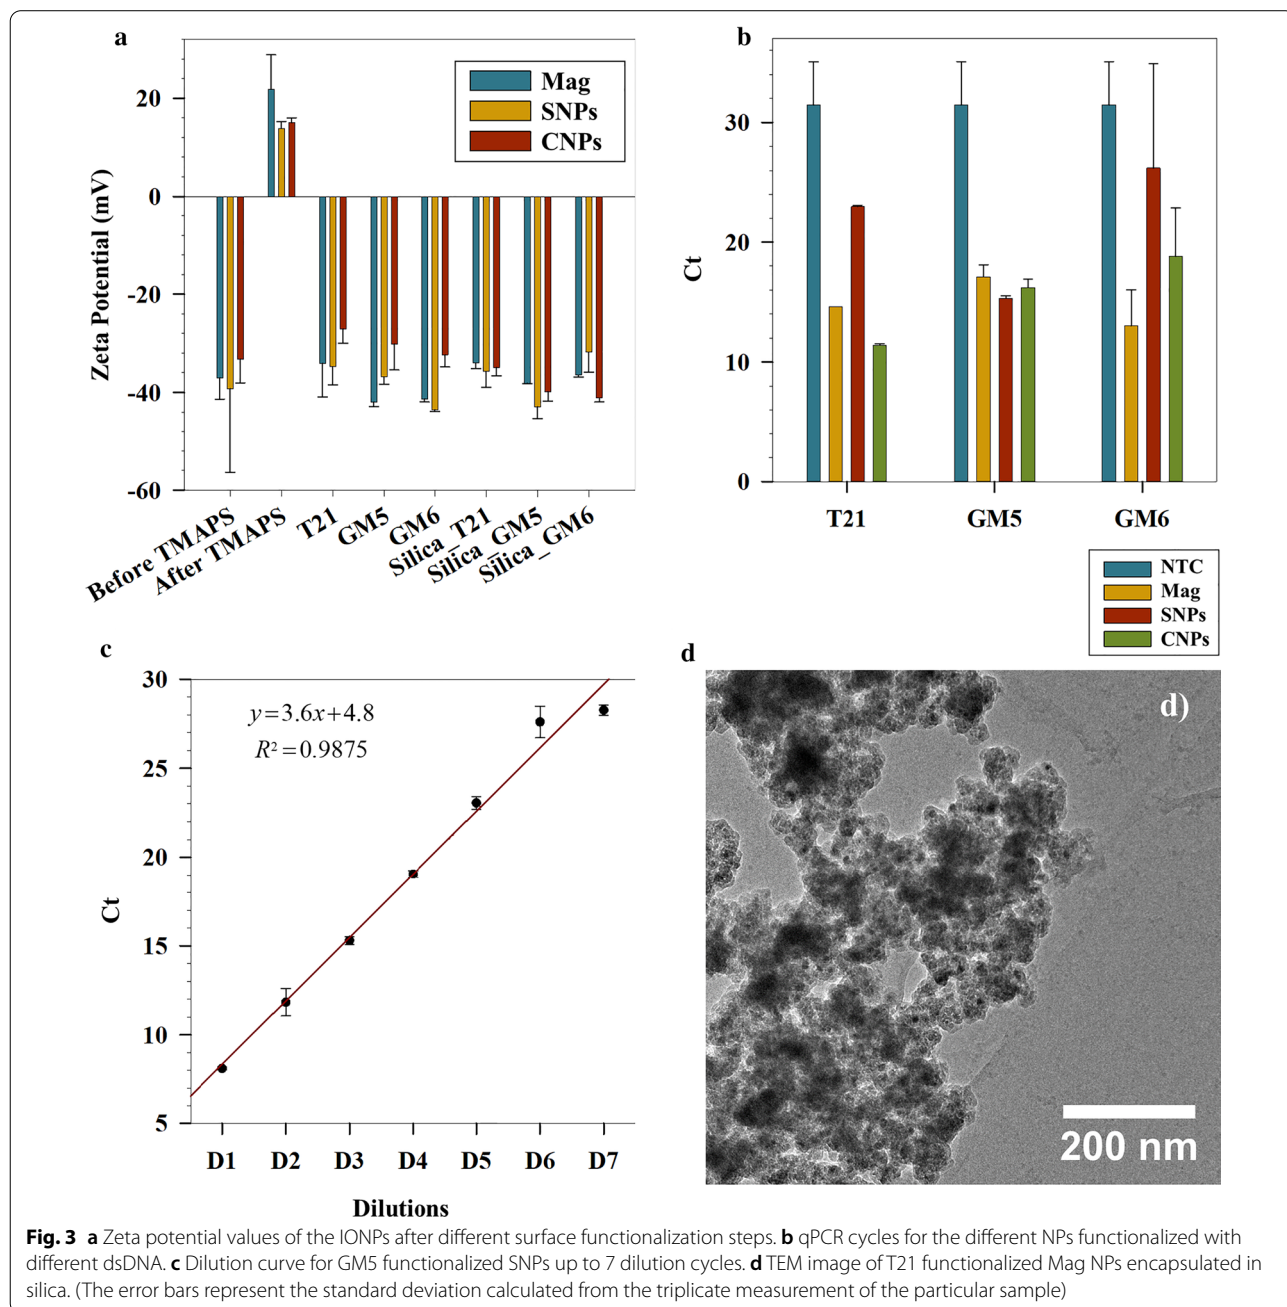 a
Mag
SNPs
CNPs
Zeta Potential (mV)
20
0
-20
-40
-60
Before TMAPS
After TMAPS
T21
GM5
GM6
Silica_T21
Silica_GM5
Silica_GM6
b
Ct
30
20
10
0
T21 GM5 GM6
NTC
Mag
SNPs
CNPs
c
y=3.6x+4.8
R²=0.9875
Ct
30
25
20
15
10
5
D1 D2 D3 D4 D5 D6 D7
Dilutions
d
d)
200 nm
Fig. 3 a Zeta potential values of the IONPs after different surface functionalization steps. b qPCR cycles for the different NPs functionalized with
different dsDNA. c Dilution curve for GM5 functionalized SNPs up to 7 dilution cycles. d TEM image of T21 functionalized Mag NPs encapsulated in
silica. (The error bars represent the standard deviation calculated from the triplicate measurement of the particular sample)